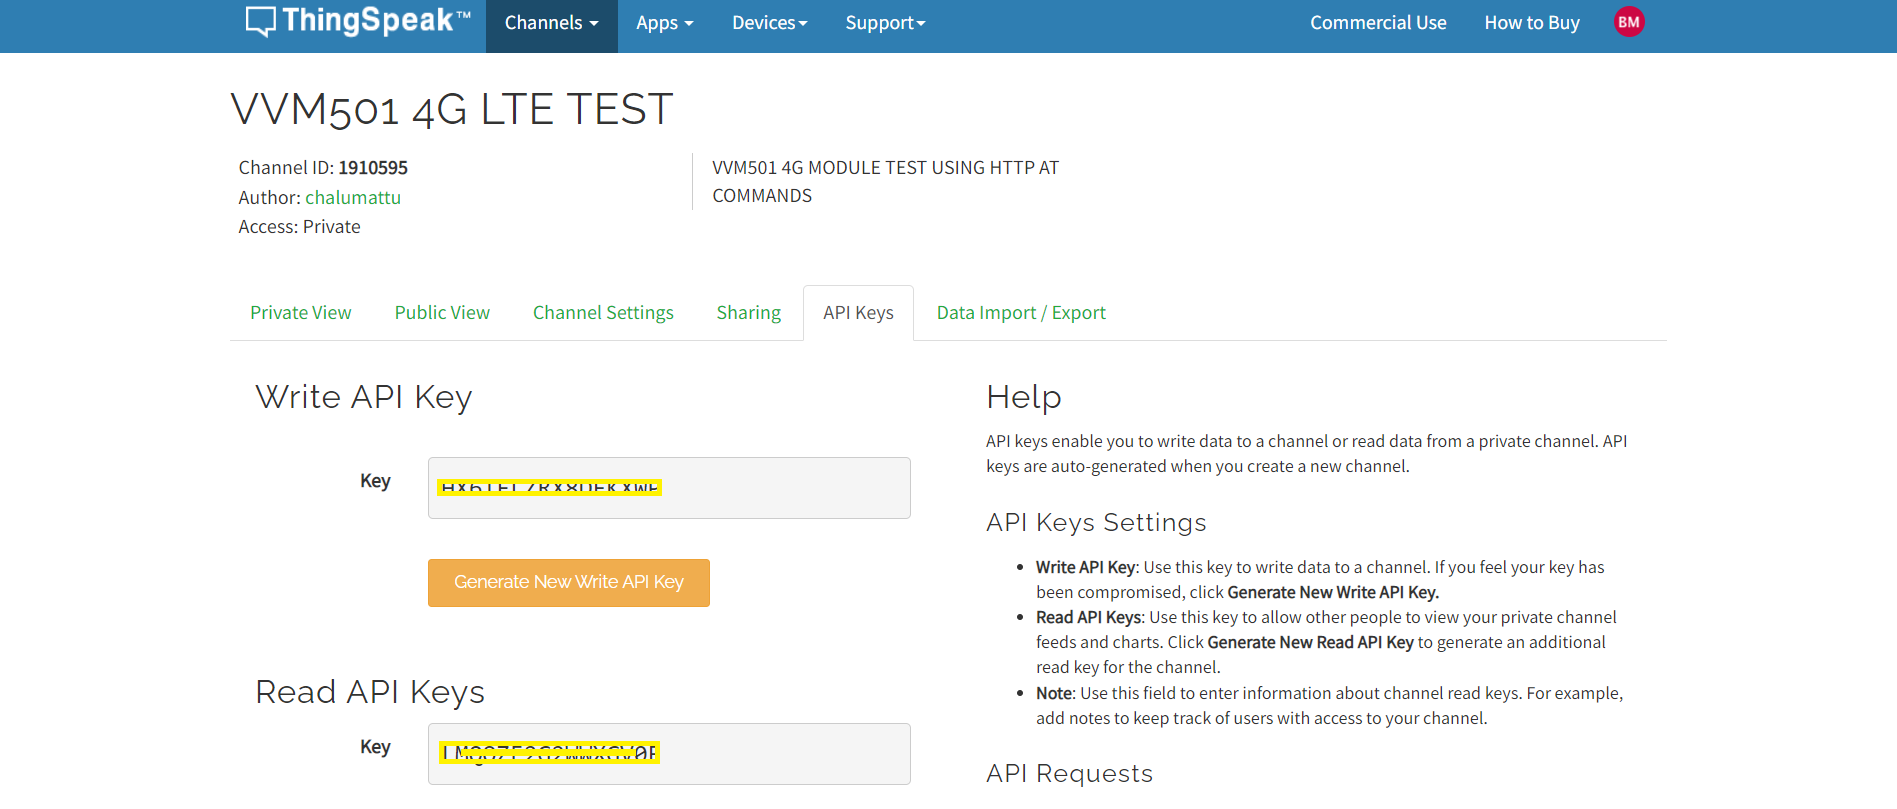 ThingSpeak™ Channels Apps Devices Support Commercial Use How to Buy BM
VVM501 4G LTE TEST
Channel ID: 1910595
Author: chalumattu
Access: Private
VVM501 4G MODULE TEST USING HTTP AT
COMMANDS
Private View Public View Channel Settings Sharing API Keys Data Import / Export
Write API Key
Key
Generate New Write API Key
Read API Keys
Key
Help
API keys enable you to write data to a channel or read data from a private channel. API
keys are auto-generated when you create a new channel.
API Keys Settings
• Write API Key: Use this key to write data to a channel. If you feel your key has
been compromised, click Generate New Write API Key.
• Read API Keys: Use this key to allow other people to view your private channel
feeds and charts. Click Generate New Read API Key to generate an additional
read key for the channel.
• Note: Use this field to enter information about channel read keys. For example,
add notes to keep track of users with access to your channel.
API Requests